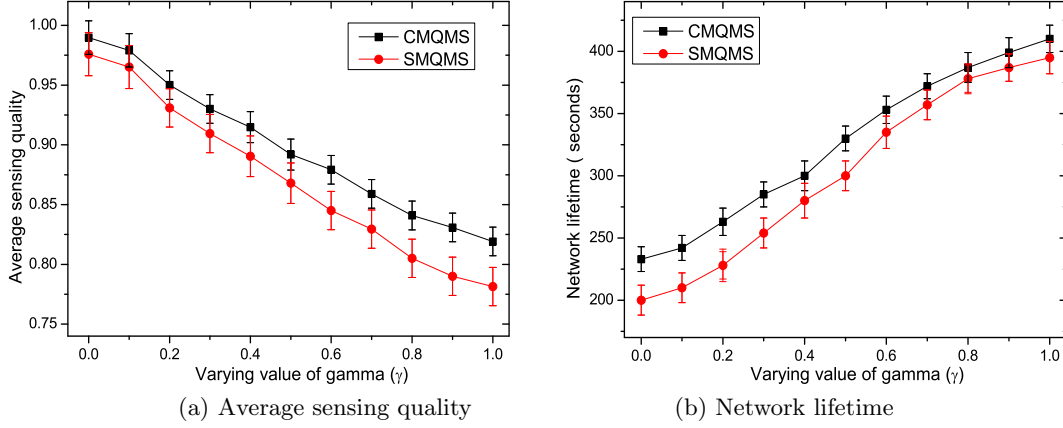 1.00
0.95
0.90
0.85
0.80
0.75
Average sensing quality
CMQMS
SMQMS
0.0 0.2 0.4 0.6 0.8 1.0
Varying value of gamma (γ)
(a) Average sensing quality
400
350
300
250
200
Network lifetime ( seconds)
CMQMS
SMQMS
0.0 0.2 0.4 0.6 0.8 1.0
Varying value of gamma (γ)
(b) Network lifetime